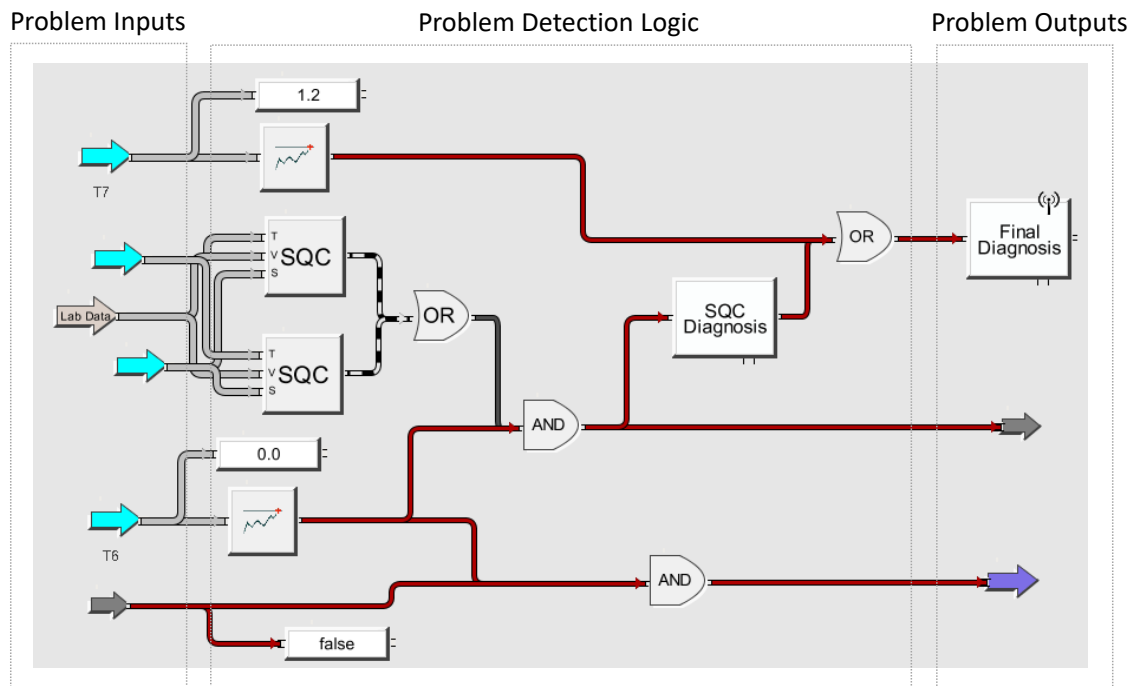 Problem Inputs
Problem Detection Logic
Problem Outputs
1.2
T7
T
V
S
SQC
Lab Data
OR
T
V
S
SQC
OR
Final
Diagnosis
SQC
Diagnosis
AND
0.0
T6
AND
false